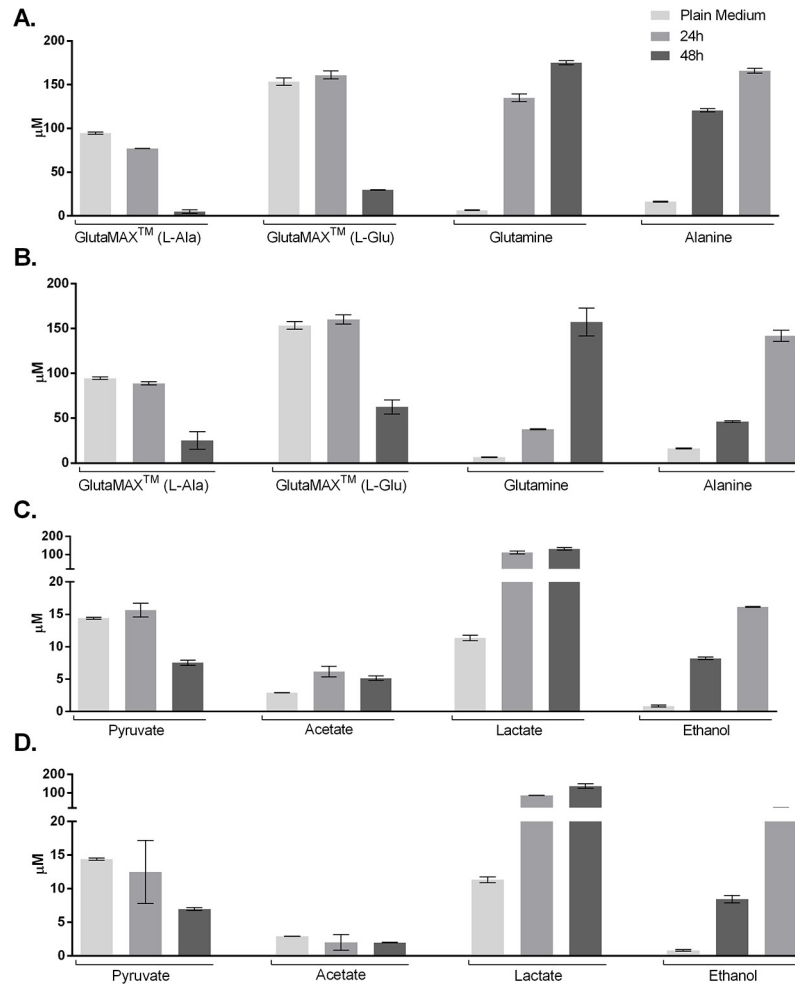 A.
Plain Medium
24h
48h
200
150
100
50
0
µM
GlutaMAX™ (L-Ala) GlutaMAX™ (L-Glu) Glutamine Alanine
B.
200
150
100
50
0
µM
GlutaMAX™ (L-Ala) GlutaMAX™ (L-Glu) Glutamine Alanine
C.
200
100
20
15
10
5
0
µM
Pyruvate Acetate Lactate Ethanol
D.
200
100
20
15
10
5
0
µM
Pyruvate Acetate Lactate Ethanol